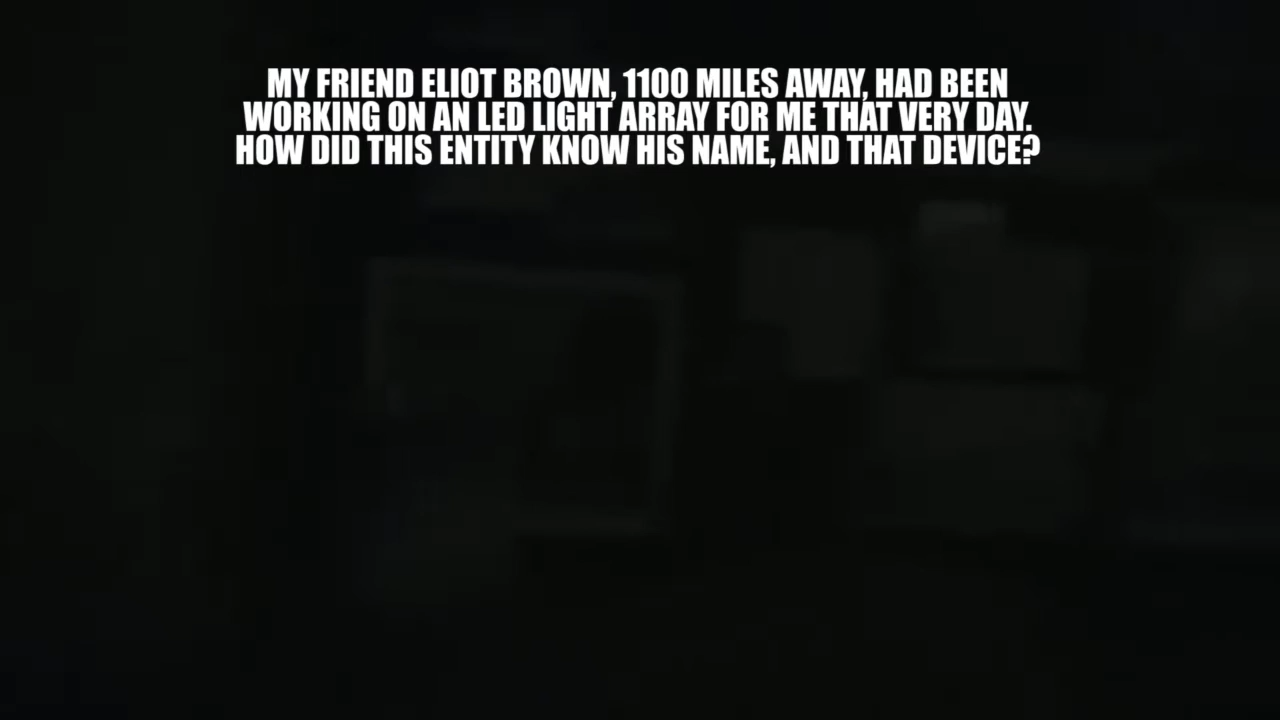 MY FRIEND ELIOT BROWN, 1100 MILES AWAY, HAD BEEN
WORKING ON AN LED LIGHT ARRAY FOR ME THAT VERY DAY.
HOW DID THIS ENTITY KNOW HIS NAME, AND THAT DEVICE?